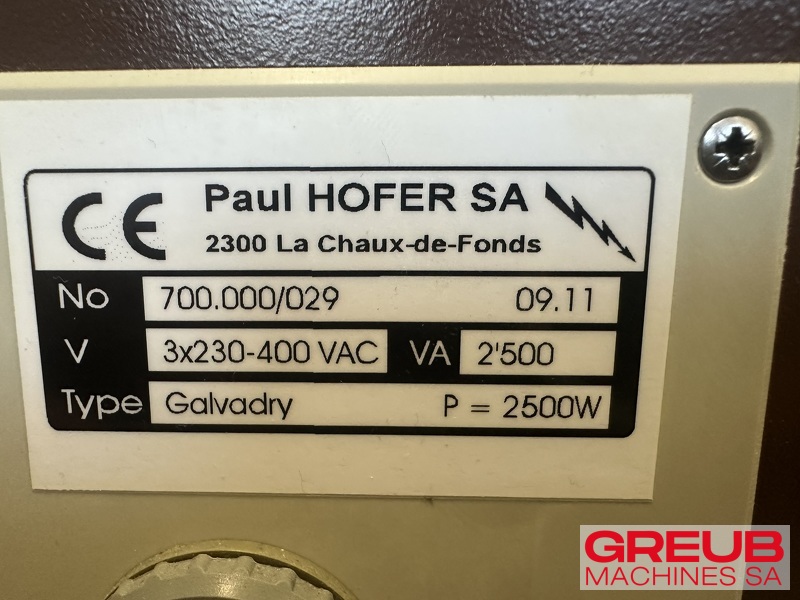 CE Paul HOFER SA
2300 La Chaux-de-Fonds
No 700.000/029 09.11
V 3x230-400 VAC VA 2'500
Type Galvadry P = 2500W
GREUB
MACHINES SA